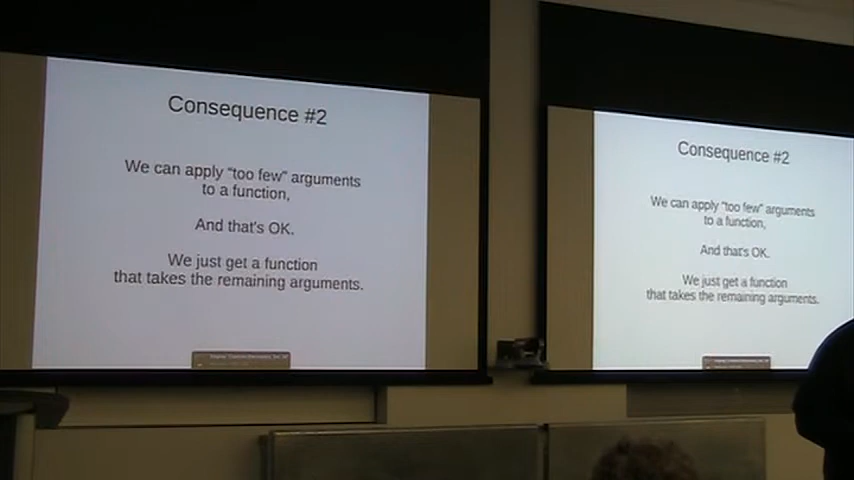 Consequence #2
We can apply “too few” arguments
to a function,
And that's OK.
We just get a function
that takes the remaining arguments.
Consequence #2
We can apply “too few” arguments
to a function,
And that's OK.
We just get a function
that takes the remaining arguments.